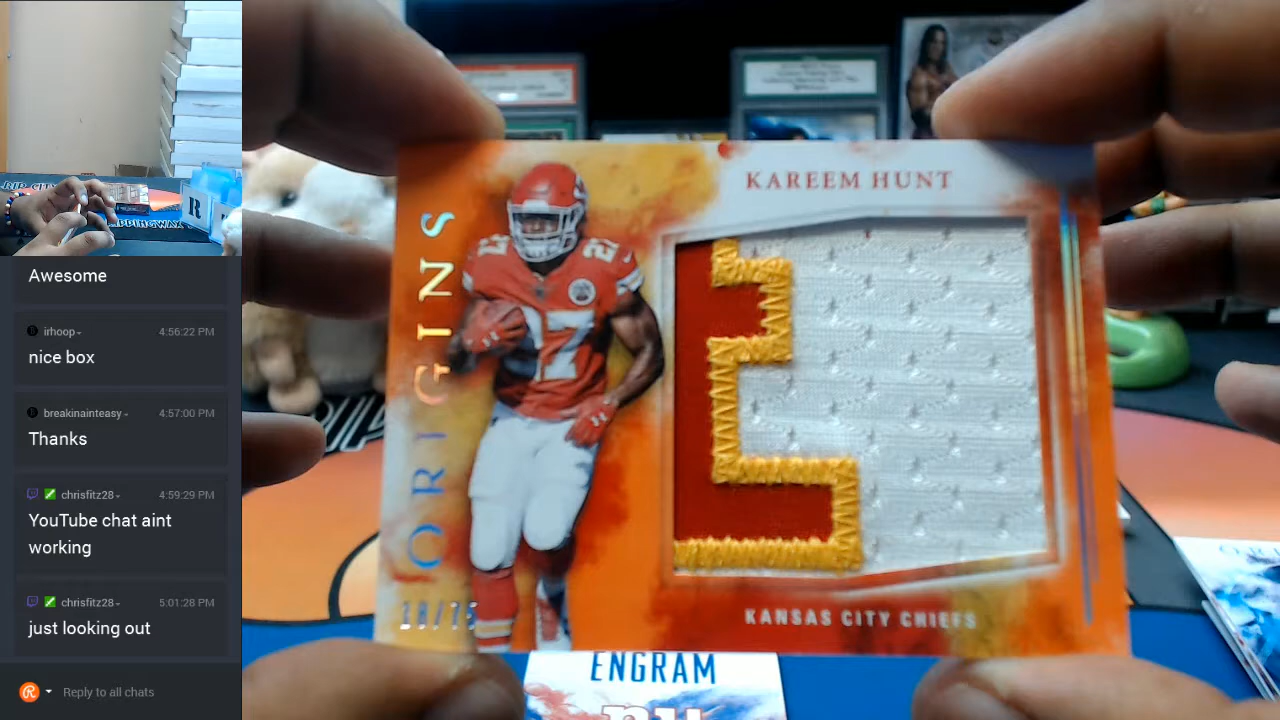 Awesome
irhoop
4:56:22 PM
nice box
breakinainteasy
4:57:00 PM
Thanks
chrisfitz28
4:59:29 PM
YouTube chat aint
working
chrisfitz28
5:01:28 PM
just looking out
Reply to all chats
KAREEM HUNT
ORIGINS
27
27
KANSAS CITY CHIEFS
ENGRAM
R